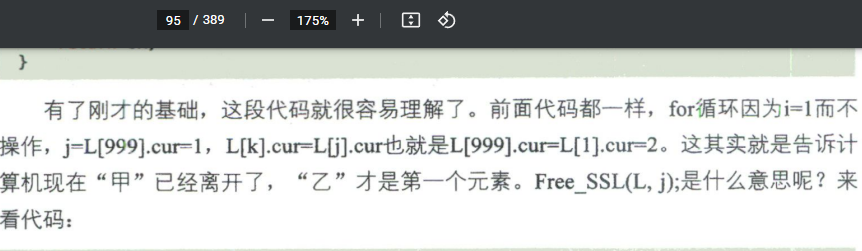 95 / 389 — 175% +
}
有了刚才的基础，这段代码就很容易理解了。前面代码都一样，for循环因为i=1而不
操作，j=L[999].cur=1，L[k].cur=L[j].cur也就是L[999].cur=L[1].cur=2。这其实就是告诉计
算机现在“甲”已经离开了，“乙”才是第一个元素。Free_SSL(L, j);是什么意思呢？来
看代码：